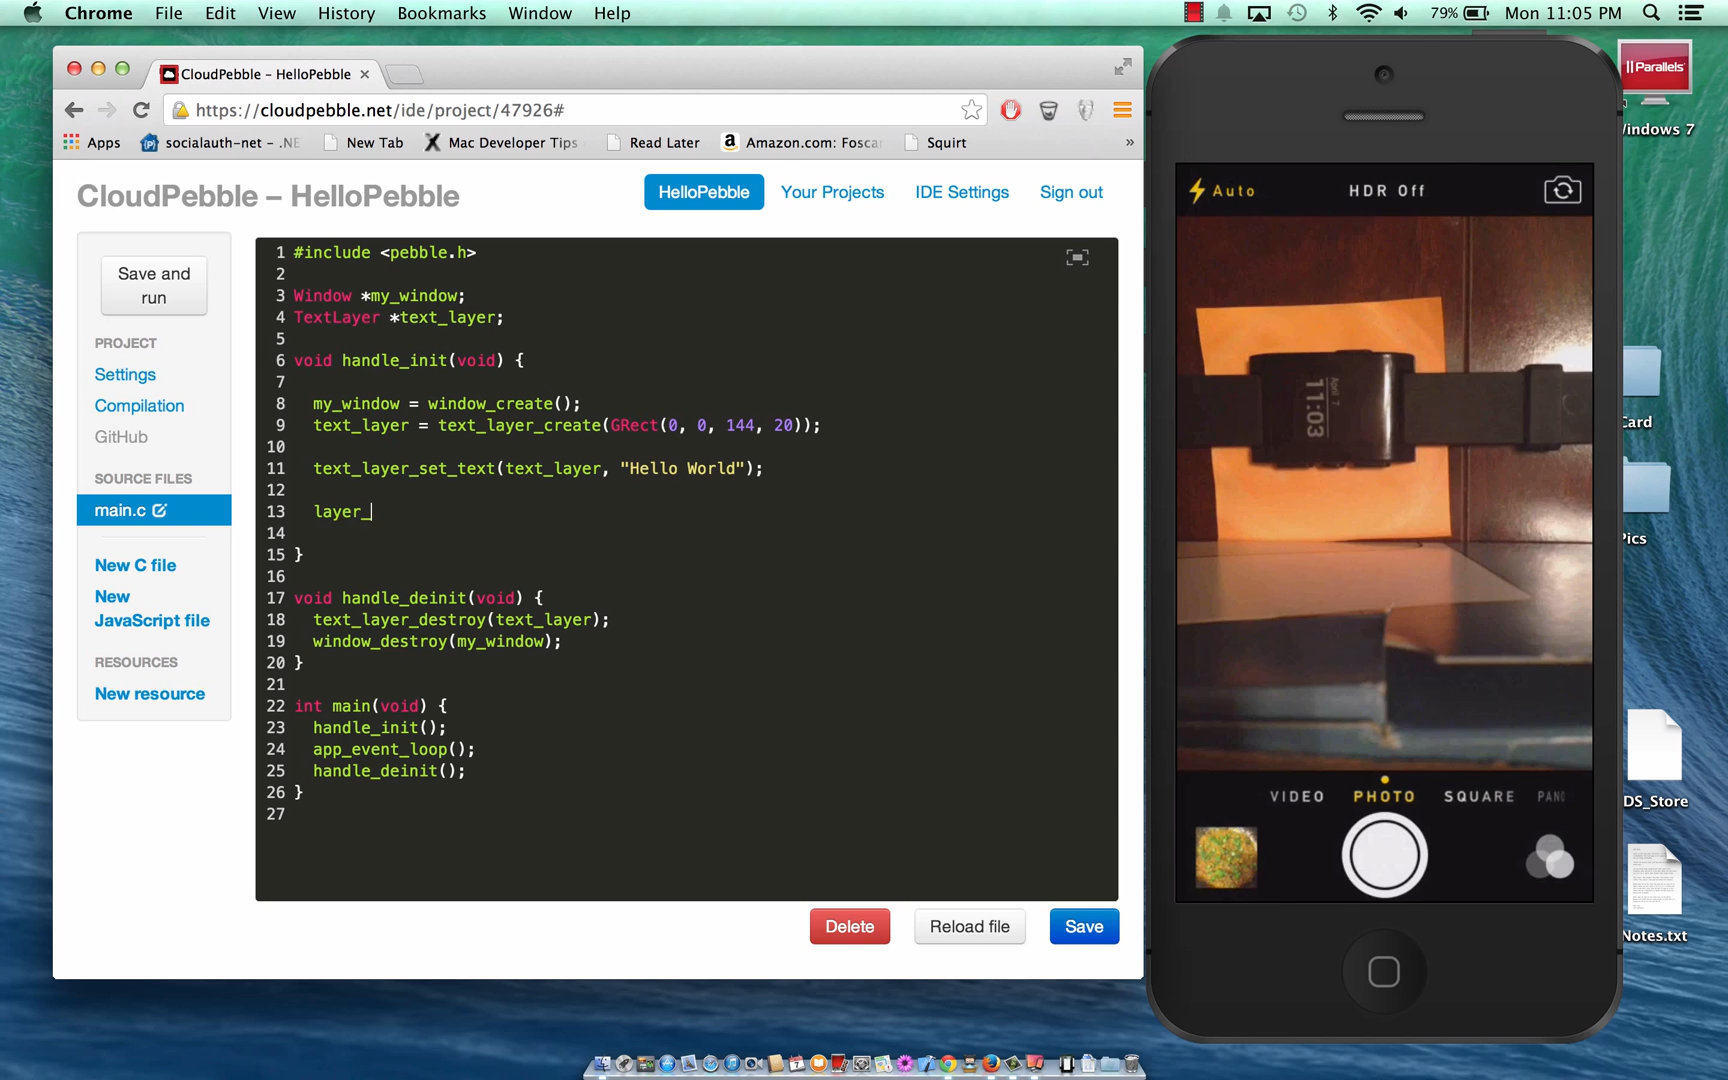 Chrome File Edit View History Bookmarks Window Help 79% Mon 11:05 PM
CloudPebble – HelloPebble
https://cloudpebble.net/ide/project/47926#
Apps socialauth-net - .NE New Tab Mac Developer Tips Read Later Amazon.com: Foscar Squirt »
CloudPebble – HelloPebble
HelloPebble Your Projects IDE Settings Sign out
Save and
run
PROJECT
Settings
Compilation
GitHub
SOURCE FILES
main.c
New C file
New
JavaScript file
RESOURCES
New resource
1 #include <pebble.h>
2
3 Window *my_window;
4 TextLayer *text_layer;
5
6 void handle_init(void) {
7
8 my_window = window_create();
9 text_layer = text_layer_create(GRect(0, 0, 144, 20));
10
11 text_layer_set_text(text_layer, "Hello World");
12
13 layer_
14
15 }
16
17 void handle_deinit(void) {
18 text_layer_destroy(text_layer);
19 window_destroy(my_window);
20 }
21
22 int main(void) {
23 handle_init();
24 app_event_loop();
25 handle_deinit();
26 }
27
Delete Reload file Save
Auto HDR Off
April 7
11:03
VIDEO PHOTO SQUARE PANO
Parallels
Windows 7
Card
Pics
DS_Store
Notes.txt